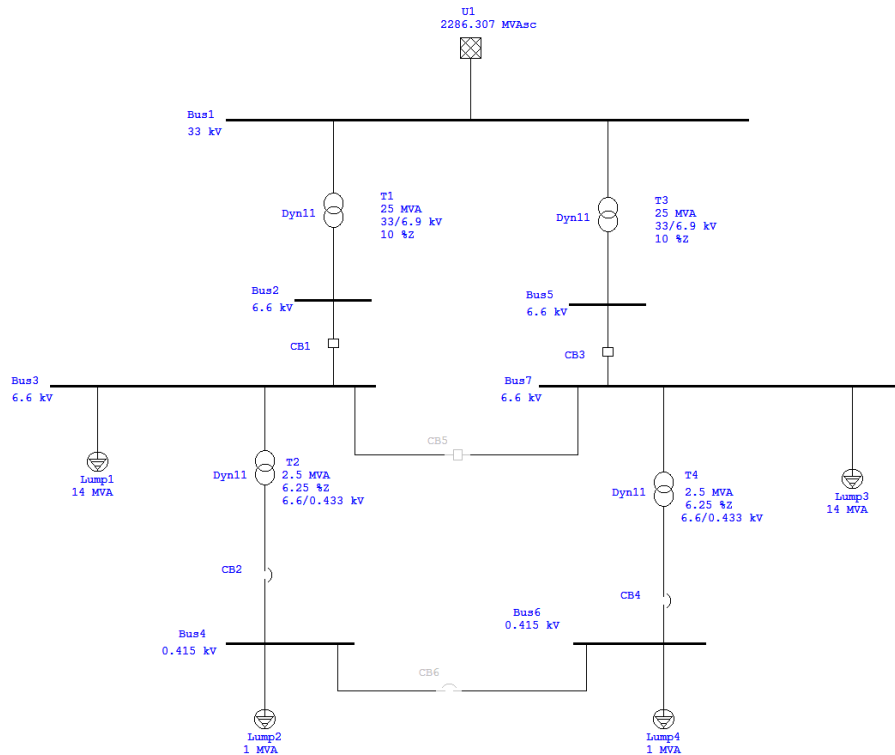 U1
2286.307 MVAsc
Bus1
33 kV
T1
25 MVA
33/6.9 kV
10 %Z
Dyn11
T3
25 MVA
33/6.9 kV
10 %Z
Dyn11
Bus2
6.6 kV
Bus5
6.6 kV
CB1
CB3
Bus3
6.6 kV
Bus7
6.6 kV
CB5
T2
2.5 MVA
6.25 %Z
6.6/0.433 kV
Dyn11
T4
2.5 MVA
6.25 %Z
6.6/0.433 kV
Dyn11
Lump1
14 MVA
Lump3
14 MVA
CB2
CB4
Bus4
0.415 kV
Bus6
0.415 kV
CB6
Lump2
1 MVA
Lump4
1 MVA